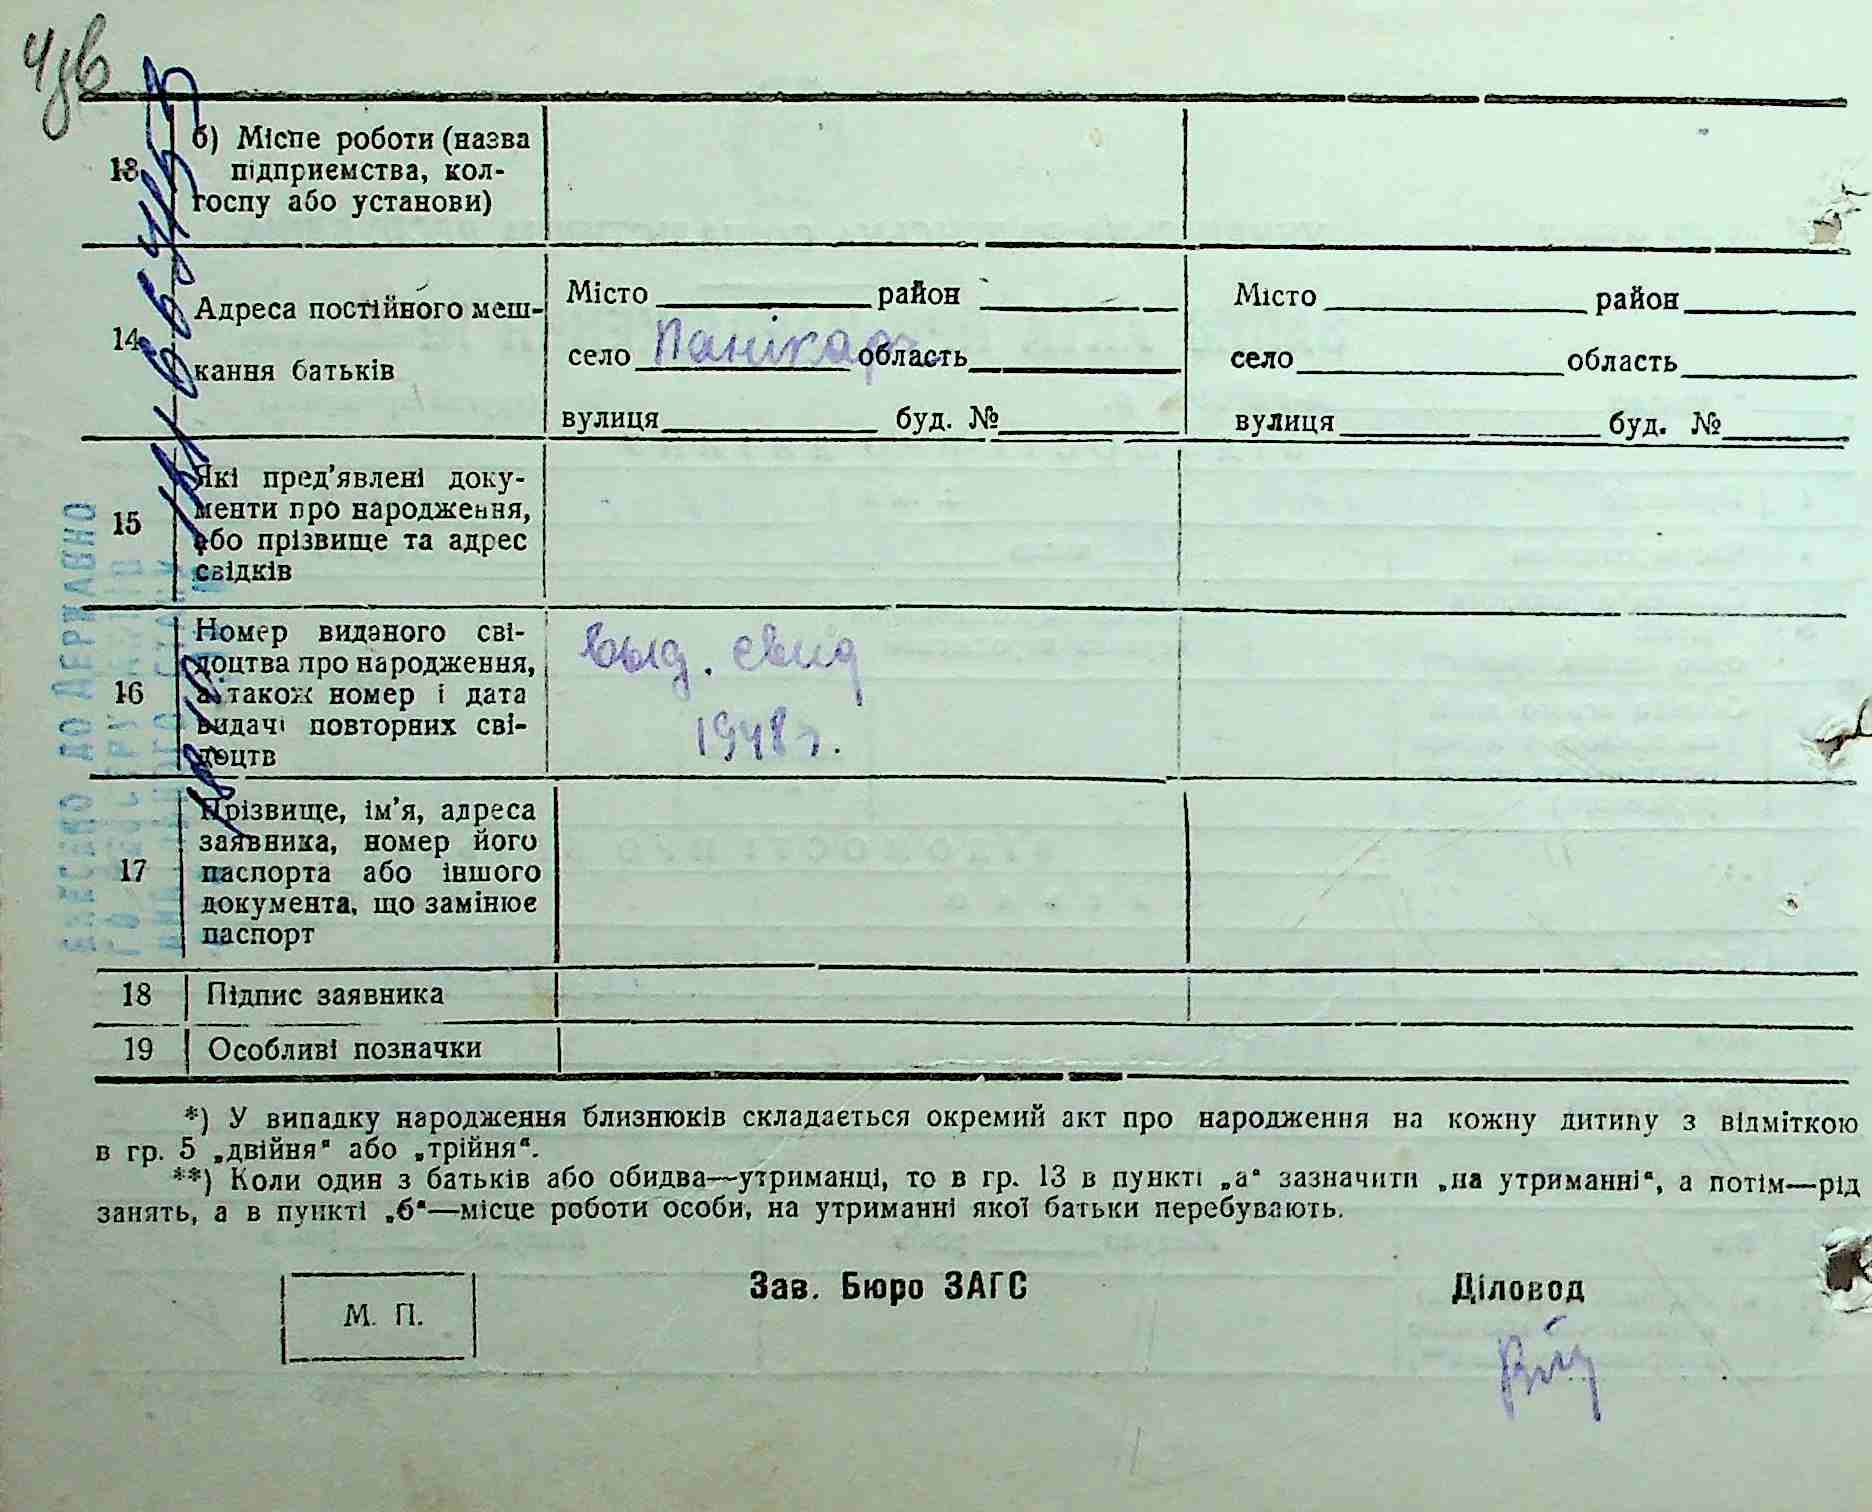 13
б) Місце роботи (назва
підприємства, кол-
госпу або установи)
14
Адреса постійного меш-
кання батьків
Місто район
село Панікар область
вулиця буд. №
Місто район
село область
вулиця буд. №
15
Які пред’явлені доку-
менти про народження,
або прізвище та адрес
свідків
16
Номер виданого сві-
доцтва про народження,
а також номер і дата
видачі повторних сві-
доцтв
Выд. свид
1948 г.
17
Прізвище, ім’я, адреса
заявника, номер його
паспорта або іншого
документа, що замінює
паспорт
18 Підпис заявника
19 Особливі позначки
*) У випадку народження близнюків складається окремий акт про народження на кожну дитину з відміткою
в гр. 5 „двійня“ або „трійня“.
**) Коли один з батьків або обидва—утриманці, то в гр. 13 в пункті „а“ зазначити „на утриманні“, а потім—рід
занять, а в пункті „б“—місце роботи особи, на утриманні якої батьки перебувають.
М. П.
Зав. Бюро ЗАГС
Діловод
ВНЕСЕНО ДО ДЕРЖАВНО
ГО РЕЄСТРУ